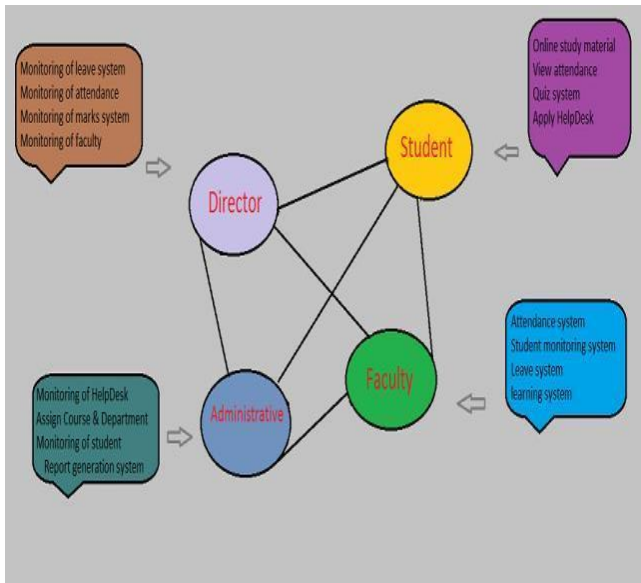 Monitoring of leave system
Monitoring of attendance
Monitoring of marks system
Monitoring of faculty
Online study material
View attendance
Quiz system
Apply HelpDesk
Student
Director
Faculty
Administrative
Attendance system
Student monitoring system
Leave system
learning system
Monitoring of HelpDesk
Assign Course & Department
Monitoring of student
Report generation system